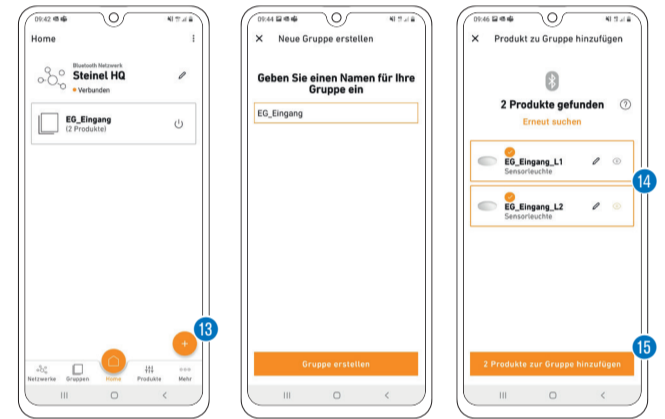 09:42
Home
Bluetooth Netzwerk
Steinel HQ
Verbunden
EG_Eingang
(2 Produkte)
13
+
Netzwerke Gruppen Home Produkte Mehr
09:44
× Neue Gruppe erstellen
Geben Sie einen Namen für Ihre
Gruppe ein
EG_Eingang
Gruppe erstellen
09:46
× Produkt zu Gruppe hinzufügen
2 Produkte gefunden ?
Erneut suchen
EG_Eingang_L1
Sensorleuchte
14
EG_Eingang_L2
Sensorleuchte
15
2 Produkte zur Gruppe hinzufügen